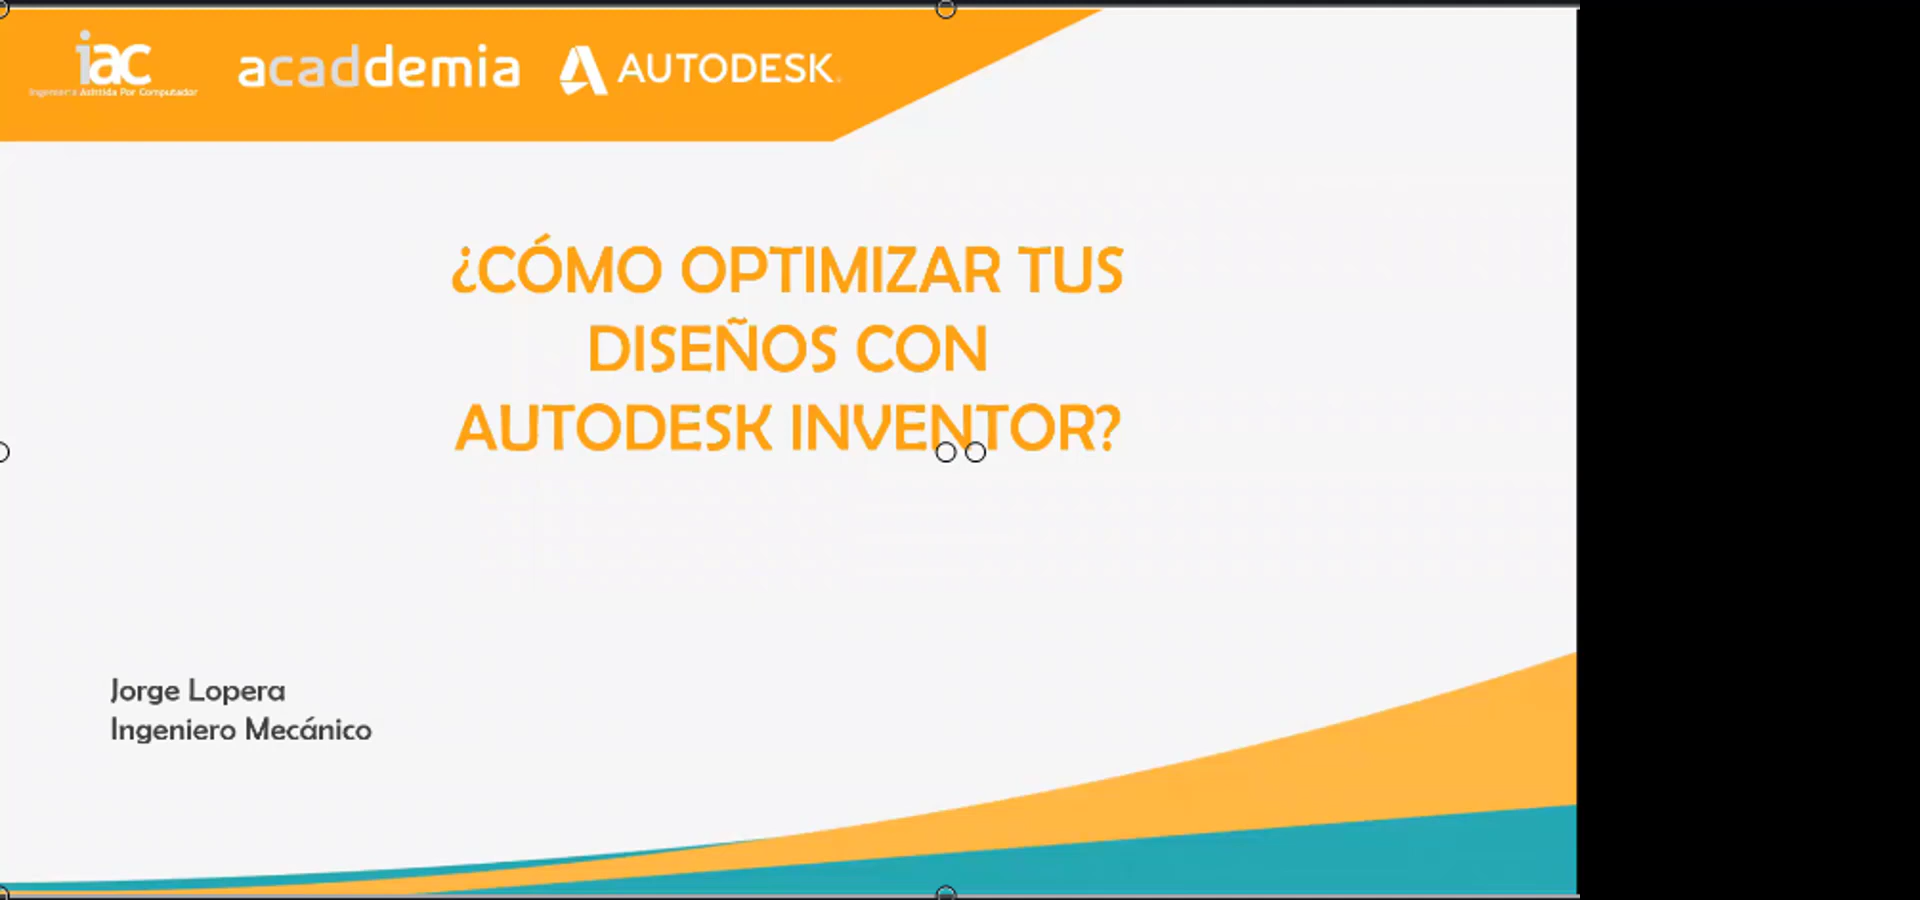 iac
Ingeniería Asistida Por Computador
acaddemia
AUTODESK
¿CÓMO OPTIMIZAR TUS
DISEÑOS CON
AUTODESK INVENTOR?
Jorge Lopera
Ingeniero Mecánico